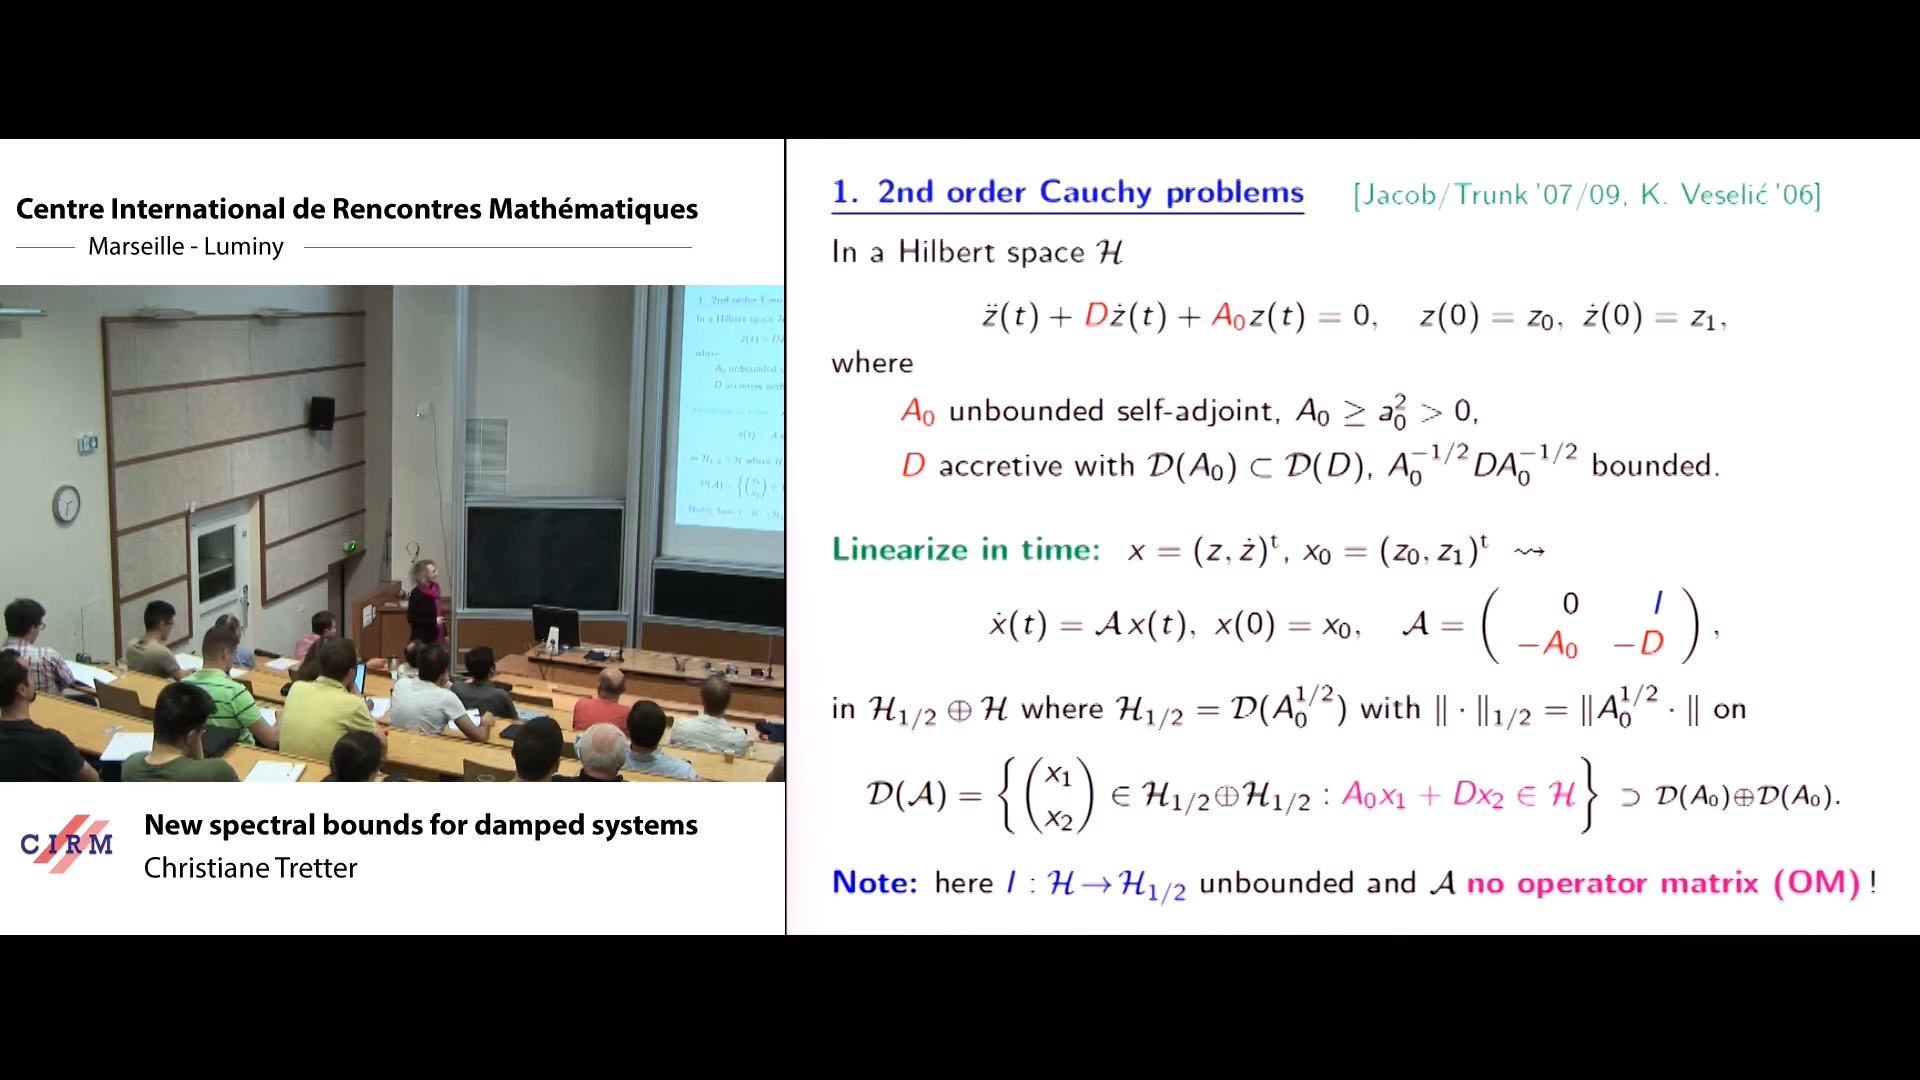 Centre International de Rencontres Mathématiques
Marseille - Luminy
CIRM
New spectral bounds for damped systems
Christiane Tretter
1. 2nd order Cauchy problems [Jacob/Trunk '07/09, K. Veselić '06]
In a Hilbert space ℋ
z̈(t) + Dż(t) + A₀z(t) = 0, z(0) = z₀, ż(0) = z₁,
where
A₀ unbounded self-adjoint, A₀ ≥ a₀² > 0,
D accretive with 𝒟(A₀) ⊂ 𝒟(D), A₀^{−1/2}DA₀^{−1/2} bounded.
Linearize in time: x = (z, ż)ᵗ, x₀ = (z₀, z₁)ᵗ ⇝
ẋ(t) = 𝒜x(t), x(0) = x₀, 𝒜 = ( 0 I
−A₀ −D ),
in ℋ_{1/2} ⊕ ℋ where ℋ_{1/2} = 𝒟(A₀^{1/2}) with ‖ · ‖_{1/2} = ‖A₀^{1/2} · ‖ on
𝒟(𝒜) = {(x₁ x₂) ∈ ℋ_{1/2}⊕ℋ_{1/2} : A₀x₁ + Dx₂ ∈ ℋ} ⊃ 𝒟(A₀)⊕𝒟(A₀).
Note: here I : ℋ→ℋ_{1/2} unbounded and 𝒜 no operator matrix (OM) !